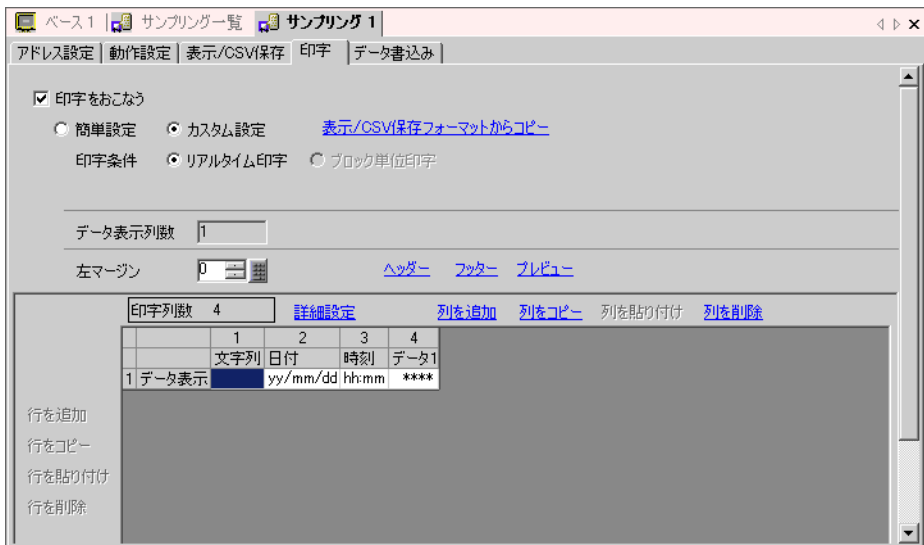 ベース1 サンプリング一覧 サンプリング1
アドレス設定 動作設定 表示/CSV保存 印字 データ書込み
印字をおこなう
簡単設定 カスタム設定 表示/CSV保存フォーマットからコピー
印字条件 リアルタイム印字 ブロック単位印字
データ表示列数 1
左マージン 0 ヘッダー フッター プレビュー
印字列数 4 詳細設定 列を追加 列をコピー 列を貼り付け 列を削除
1 2 3 4
文字列 日付 時刻 データ1
1 データ表示 yy/mm/dd hh:mm ****
行を追加
行をコピー
行を貼り付け
行を削除